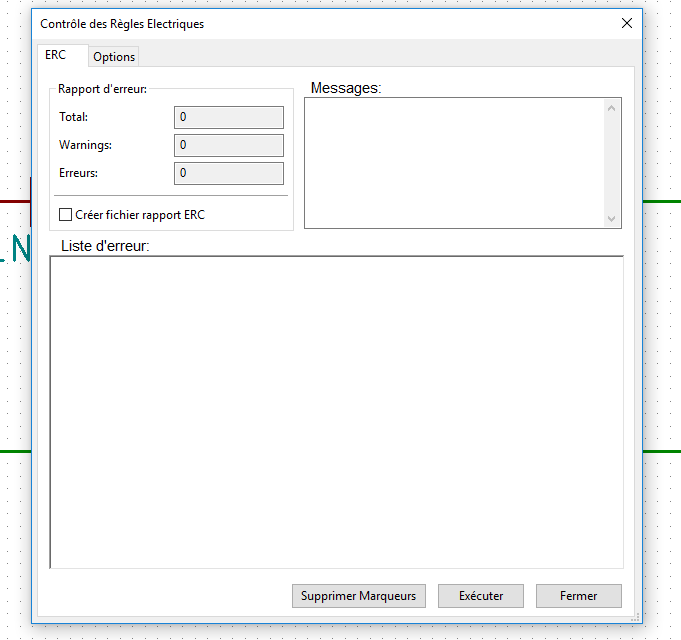 Contrôle des Règles Electriques
ERC
Options
Rapport d'erreur:
Total:
0
Warnings:
0
Erreurs:
0
Créer fichier rapport ERC
Messages:
_N
Liste d'erreur:
Supprimer Marqueurs
Exécuter
Fermer